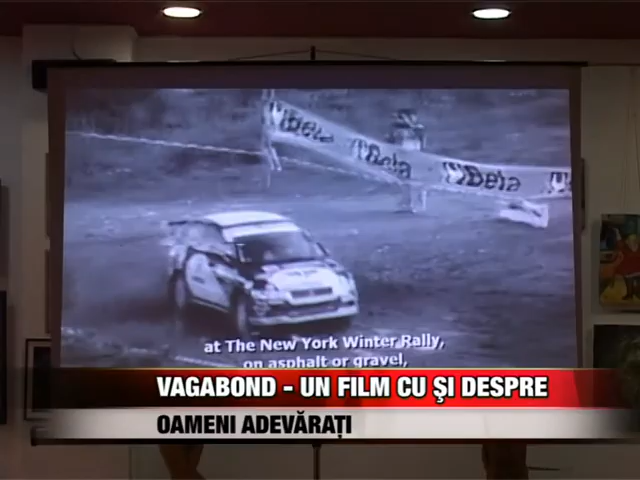 Beta
Beta
Beta
at The New York Winter Rally,
on asphalt or gravel,
VAGABOND - UN FILM CU ŞI DESPRE
OAMENI ADEVĂRAŢI